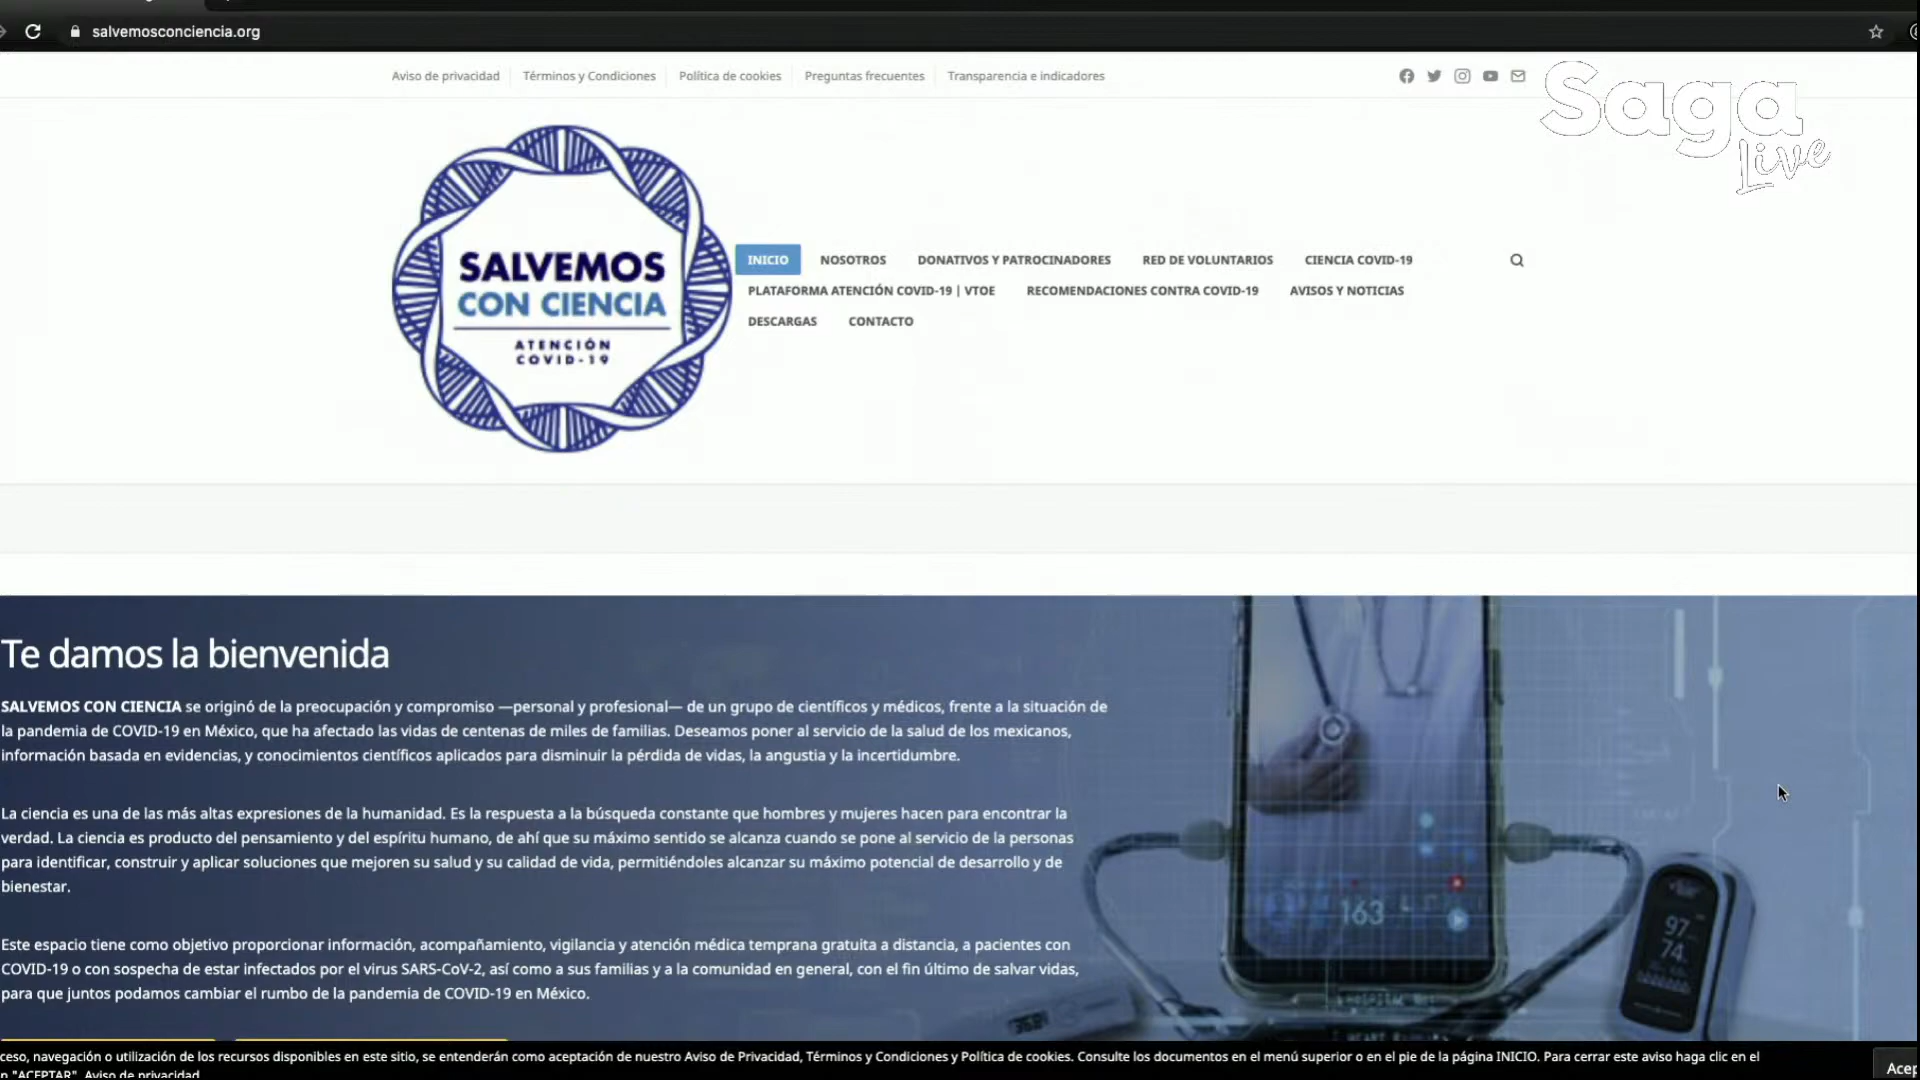 salvemosconciencia.org
Aviso de privacidad
Términos y Condiciones
Política de cookies
Preguntas frecuentes
Transparencia e indicadores
Saga
Live
SALVEMOS
CON CIENCIA
ATENCIÓN
COVID-19
INICIO NOSOTROS DONATIVOS Y PATROCINADORES RED DE VOLUNTARIOS CIENCIA COVID-19
PLATAFORMA ATENCIÓN COVID-19 | VTOE RECOMENDACIONES CONTRA COVID-19 AVISOS Y NOTICIAS
DESCARGAS CONTACTO
Te damos la bienvenida
SALVEMOS CON CIENCIA se originó de la preocupación y compromiso —personal y profesional— de un grupo de científicos y médicos, frente a la situación de
la pandemia de COVID-19 en México, que ha afectado las vidas de centenas de miles de familias. Deseamos poner al servicio de la salud de los mexicanos,
información basada en evidencias, y conocimientos científicos aplicados para disminuir la pérdida de vidas, la angustia y la incertidumbre.
La ciencia es una de las más altas expresiones de la humanidad. Es la respuesta a la búsqueda constante que hombres y mujeres hacen para encontrar la
verdad. La ciencia es producto del pensamiento y del espíritu humano, de ahí que su máximo sentido se alcanza cuando se pone al servicio de la personas
para identificar, construir y aplicar soluciones que mejoren su salud y su calidad de vida, permitiéndoles alcanzar su máximo potencial de desarrollo y de
bienestar.
Este espacio tiene como objetivo proporcionar información, acompañamiento, vigilancia y atención médica temprana gratuita a distancia, a pacientes con
COVID-19 o con sospecha de estar infectados por el virus SARS-CoV-2, así como a sus familias y a la comunidad en general, con el fin último de salvar vidas,
para que juntos podamos cambiar el rumbo de la pandemia de COVID-19 en México.
163
97
74
ceso, navegación o utilización de los recursos disponibles en este sitio, se entenderán como aceptación de nuestro Aviso de Privacidad, Términos y Condiciones y Política de cookies. Consulte los documentos en el menú superior o en el pie de la página INICIO. Para cerrar este aviso haga clic en el
n "ACEPTAR". Aviso de privacidad
Acep